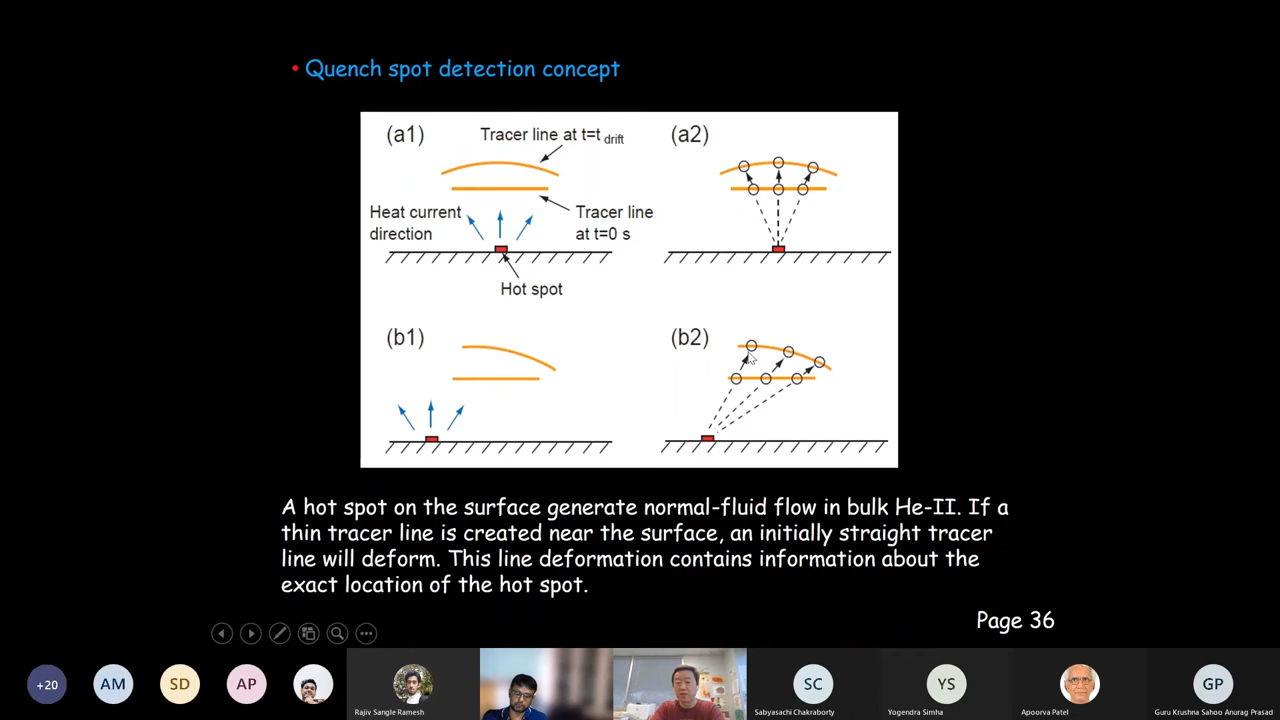 • Quench spot detection concept
(a1)
Tracer line at t=t drift
Heat current
direction
Tracer line
at t=0 s
Hot spot
(a2)
(b1)
(b2)
A hot spot on the surface generate normal-fluid flow in bulk He-II. If a
thin tracer line is created near the surface, an initially straight tracer
line will deform. This line deformation contains information about the
exact location of the hot spot.
Page 36
+20
AM
SD
AP
Rajiv Sangle Ramesh
SC
Sabyasachi Chakraborty
YS
Yogendra Simha
Apoorva Patel
GP
Guru Krushna Sahoo Anurag Prasad